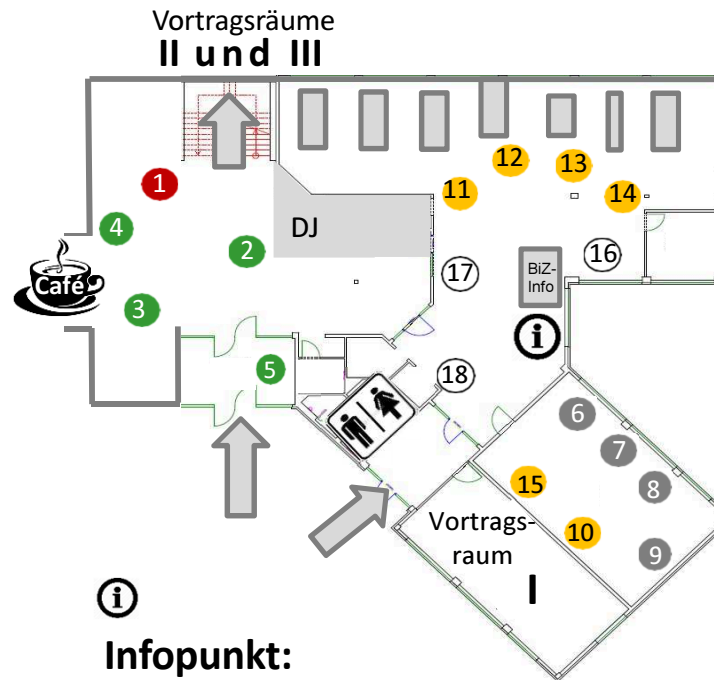 Vortragsräume
II und III
12
13
1
11
14
4
DJ
2
16
17
BiZ-
Info
Café
3
i
5
18
6
7
15
8
Vortrags-
raum
10
9
I
i
Infopunkt: